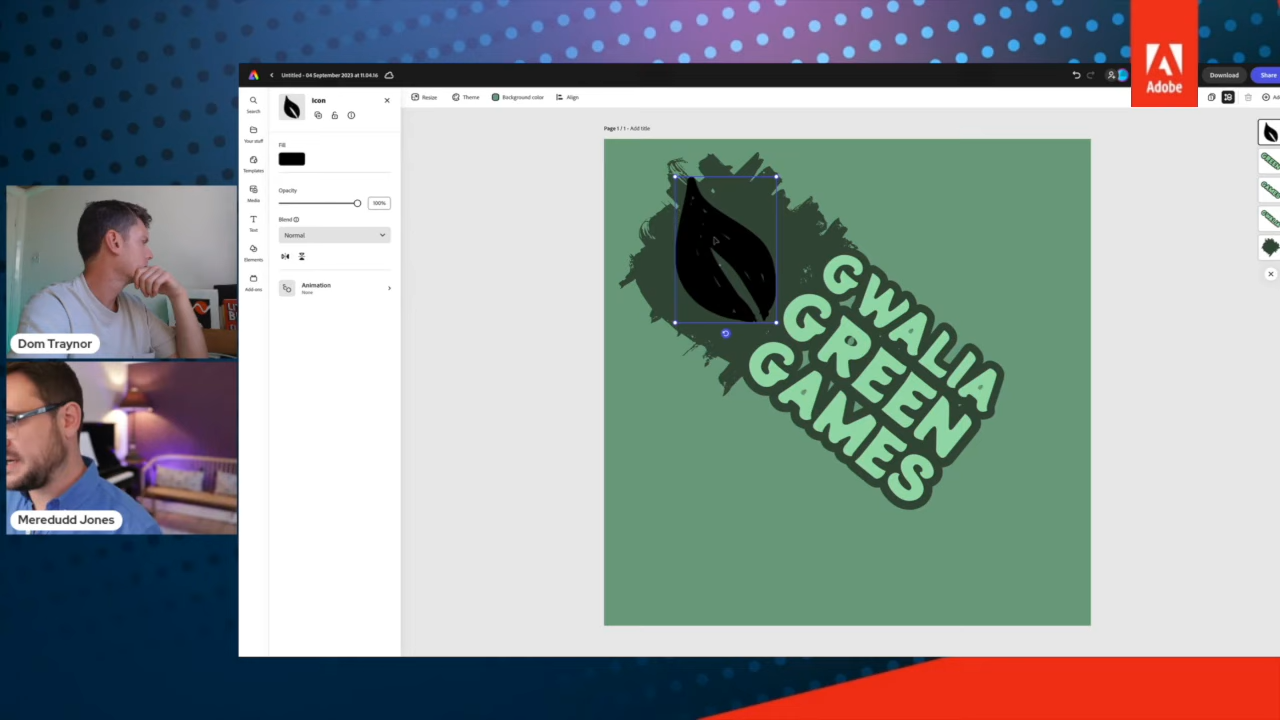 Adobe
Untitled - 04 September 2023 at 11.04.16
Download
Share
Search
Your stuff
Templates
Media
Text
Elements
Add-ons
Icon
Fill
Opacity
100%
Blend
Normal
Animation
None
Resize
Theme
Background color
Align
Page 1 / 1 - Add title
GWALIA
GREEN
GAMES
Dom Traynor
Meredudd Jones